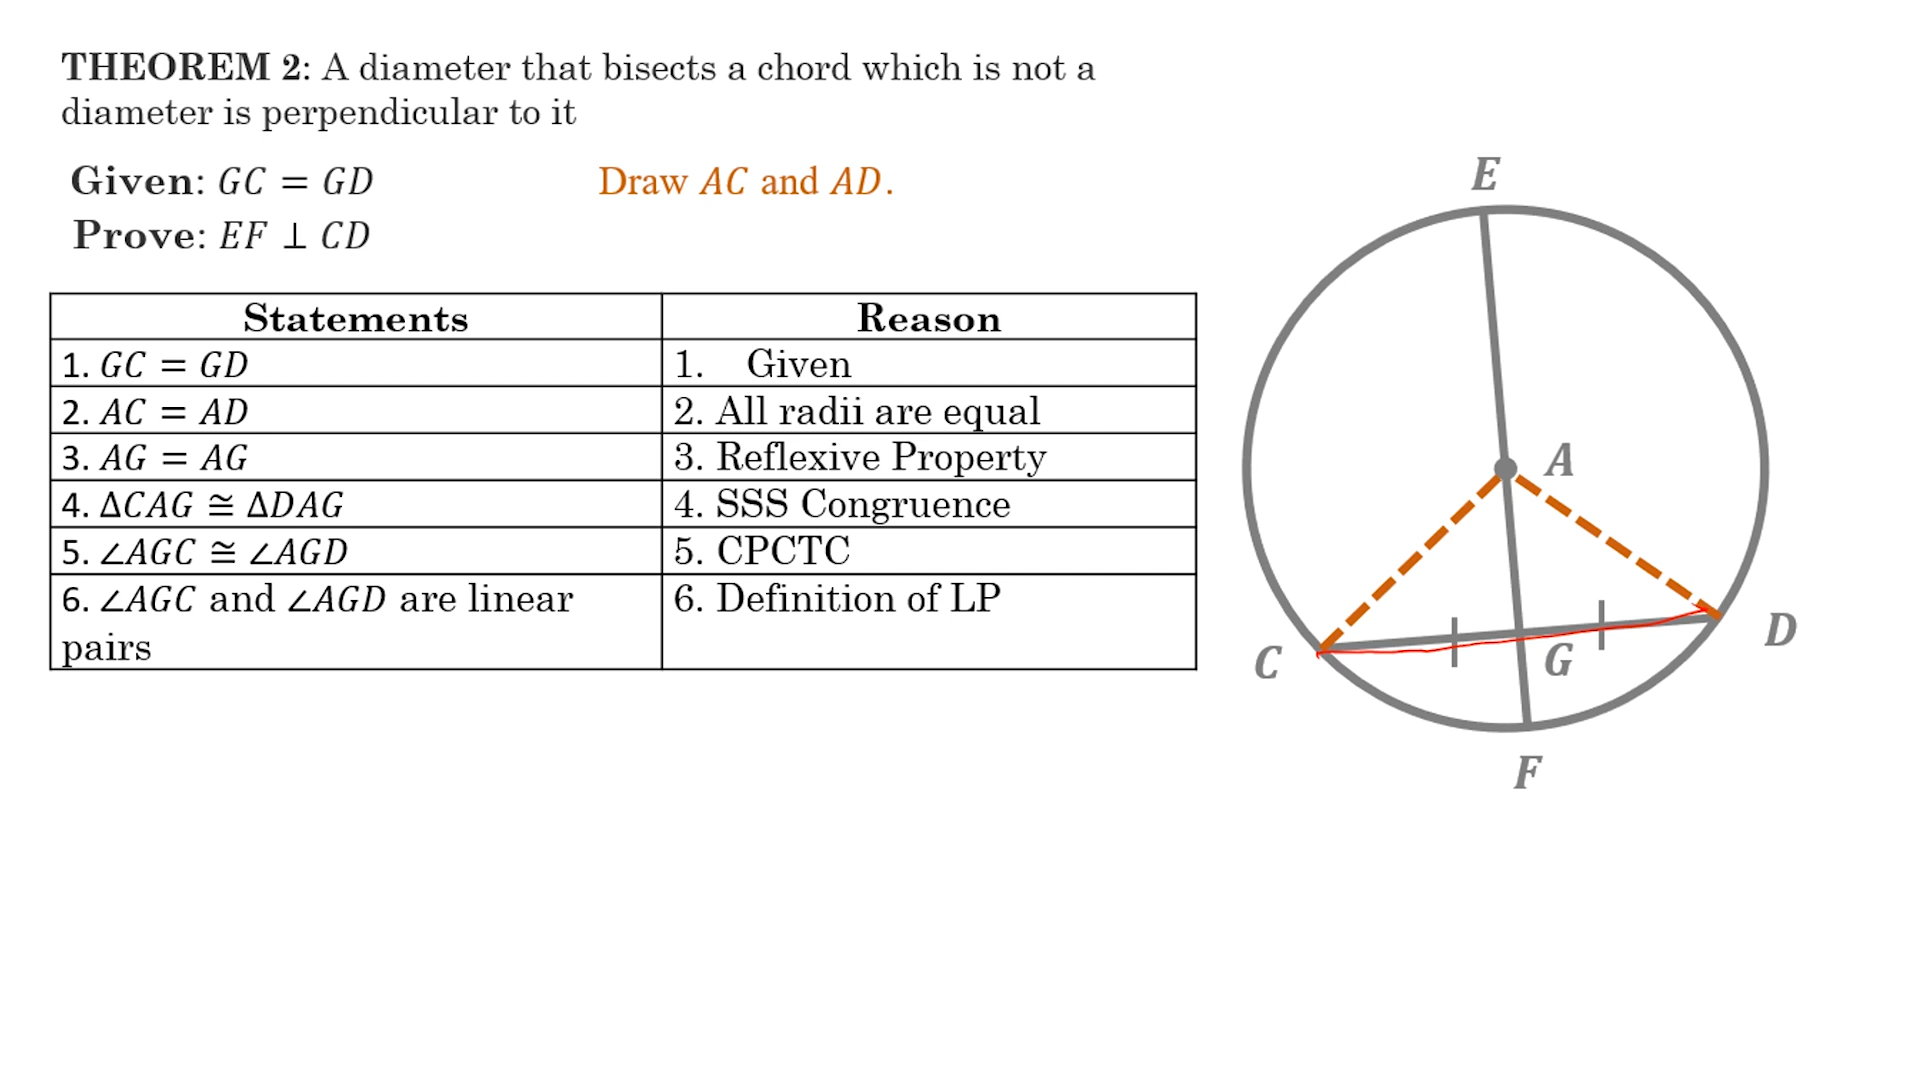 THEOREM 2: A diameter that bisects a chord which is not a
diameter is perpendicular to it
Given: GC = GD
Draw AC and AD.
Prove: EF ⊥ CD
Statements
Reason
1. GC = GD
1. Given
2. AC = AD
2. All radii are equal
3. AG = AG
3. Reflexive Property
4. ΔCAG ≅ ΔDAG
4. SSS Congruence
5. ∠AGC ≅ ∠AGD
5. CPCTC
6. ∠AGC and ∠AGD are linear
pairs
6. Definition of LP
E
A
D
C
G
F